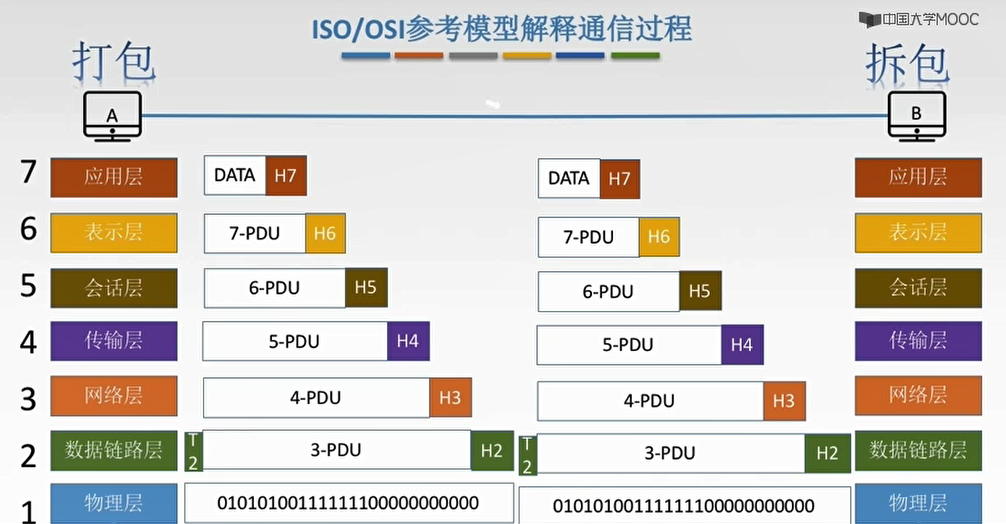 ISO/OSI参考模型解释通信过程
中国大学MOOC
打包
拆包
A
B
7 应用层 DATA H7 DATA H7 应用层
6 表示层 7-PDU H6 7-PDU H6 表示层
5 会话层 6-PDU H5 6-PDU H5 会话层
4 传输层 5-PDU H4 5-PDU H4 传输层
3 网络层 4-PDU H3 4-PDU H3 网络层
2 数据链路层 T2 3-PDU H2 T2 3-PDU H2 数据链路层
1 物理层 010101001111111100000000000 010101001111111100000000000 物理层